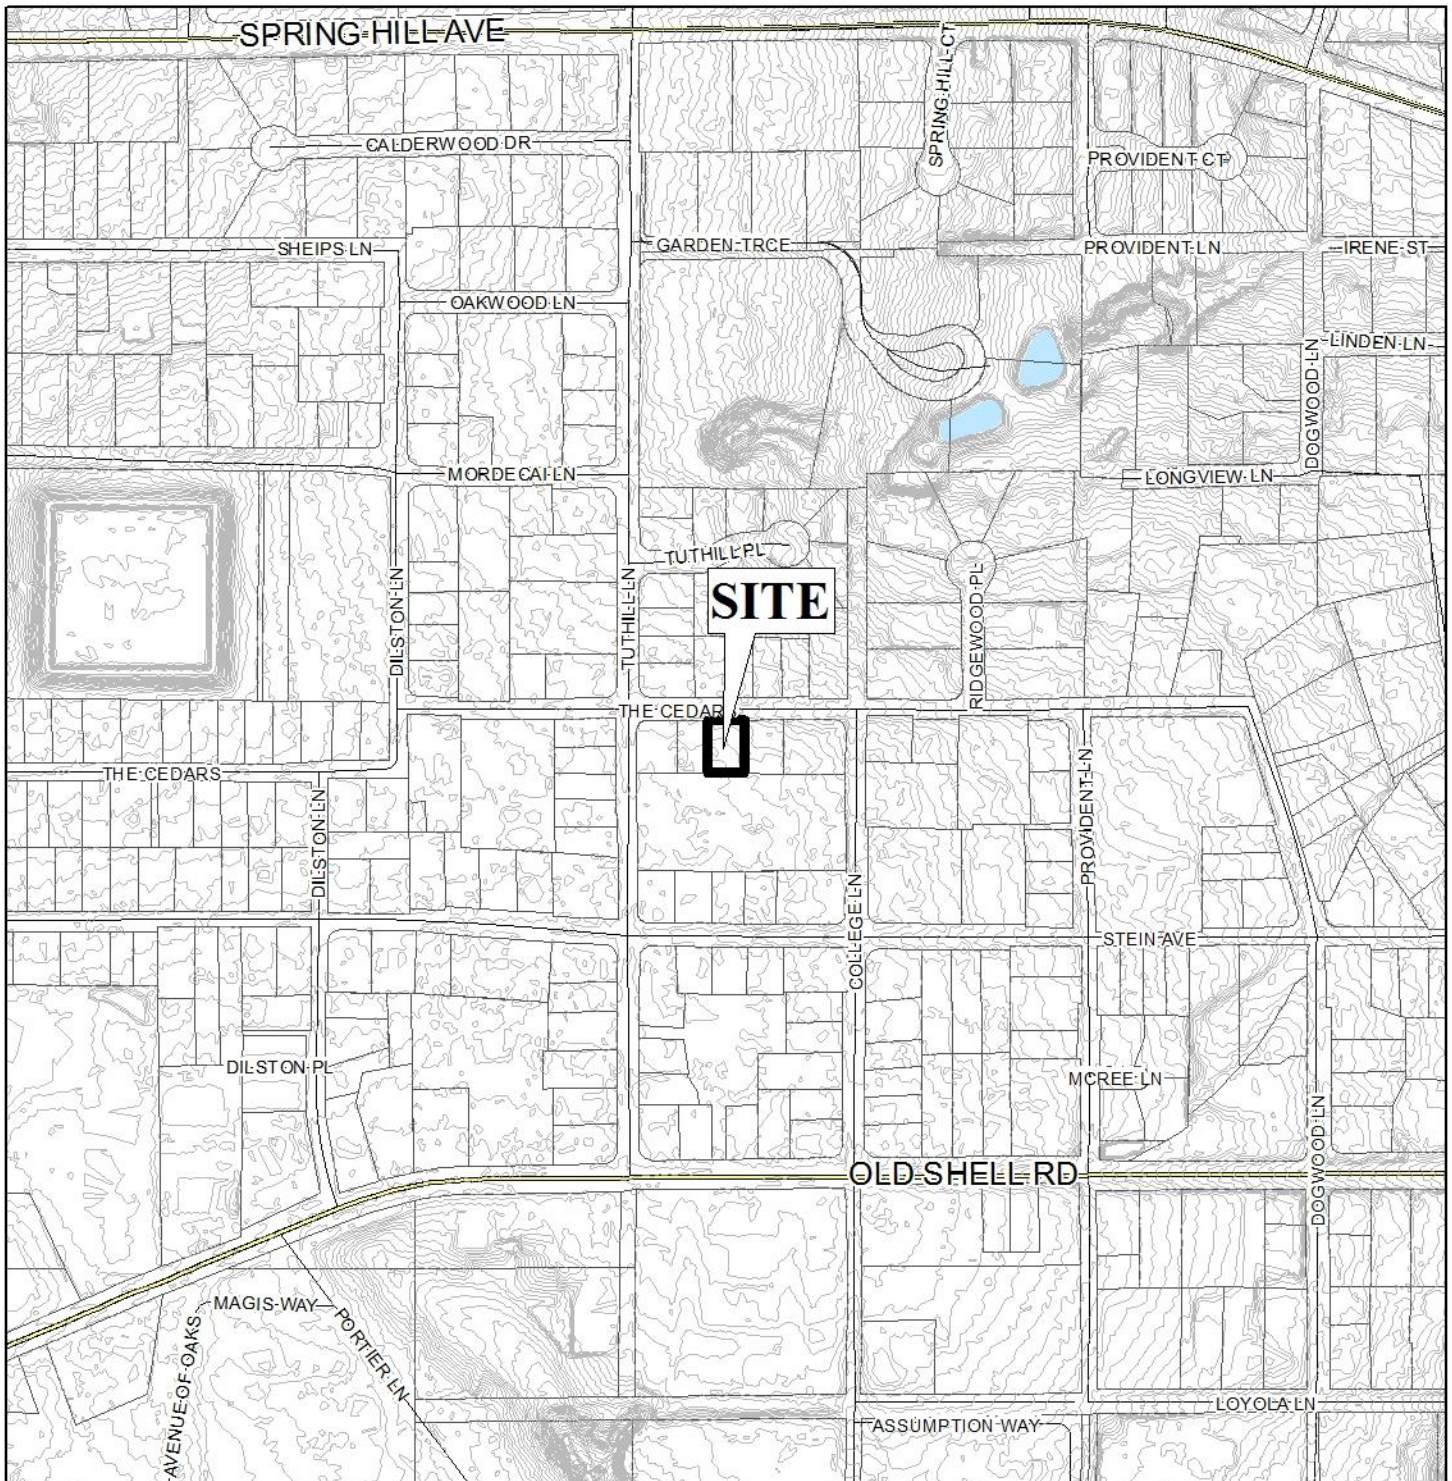 SPRING HILL AVE
SPRING HILL CT
CALDERWOOD DR
PROVIDENT CT
SHEIPS LN
GARDEN TRCE
PROVIDENT LN
IRENE ST
OAKWOOD LN
LINDEN LN
DOGWOOD LN
MORDECAI LN
LONGVIEW LN
TUTHILL PL
DILSTON LN
TUTHILL LN
SITE
RIDGEWOOD PL
THE CEDAR
THE CEDARS
DILSTON LN
PROVIDENT LN
COLLEGE LN
STEIN AVE
DILSTON PL
MCREE LN
DOGWOOD LN
OLD SHELL RD
MAGIS WAY
PORTIER LN
AVENUE OF OAKS
LOYOLA LN
ASSUMPTION WAY